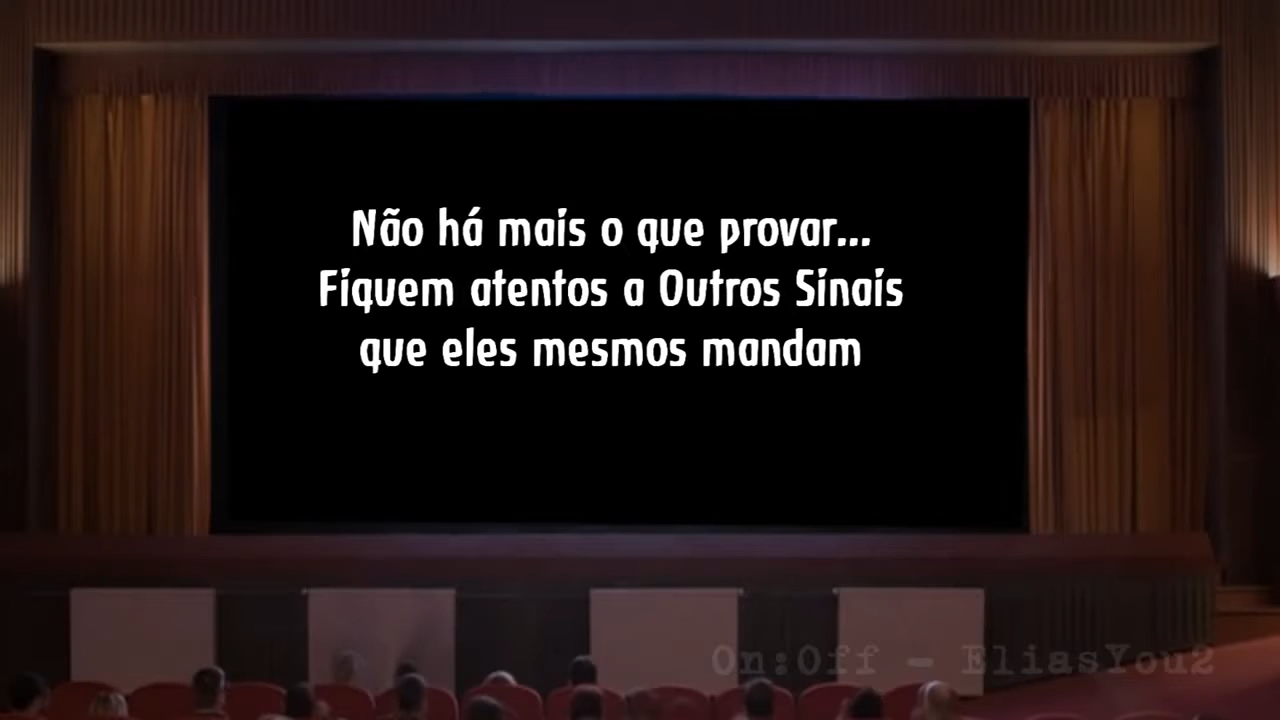 Não há mais o que provar...
Fiquem atentos a Outros Sinais
que eles mesmos mandam
On:Off - EliasYou2